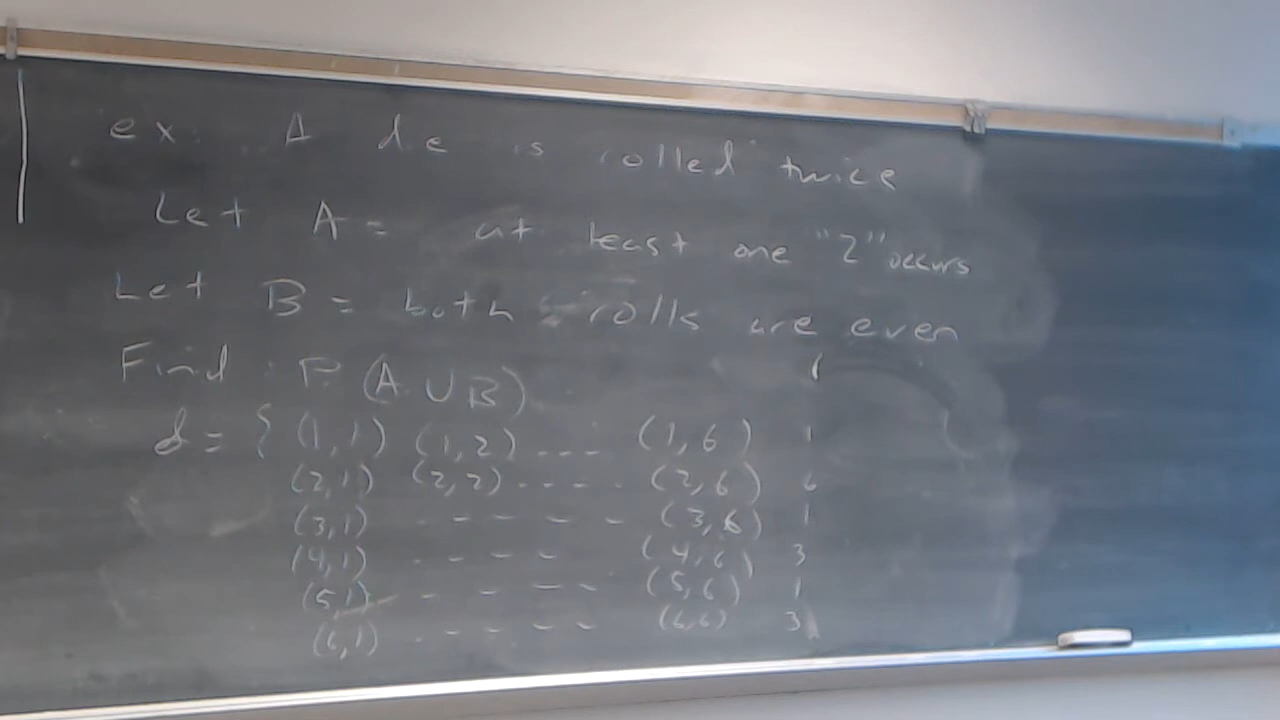 ex: A die is rolled twice
Let A = at least one "2" occurs
Let B = both rolls are even
Find : P(A ∪ B)
S = { (1,1) (1,2) ... (1,6) 1
(2,1) (2,2) .... (2,6) 6
(3,1) - - - - - (3,6) 1
(4,1) - - - - (4,6) 3
(5,1) - - - - (5,6) 1
(6,1) - - - - - (6,6) 3